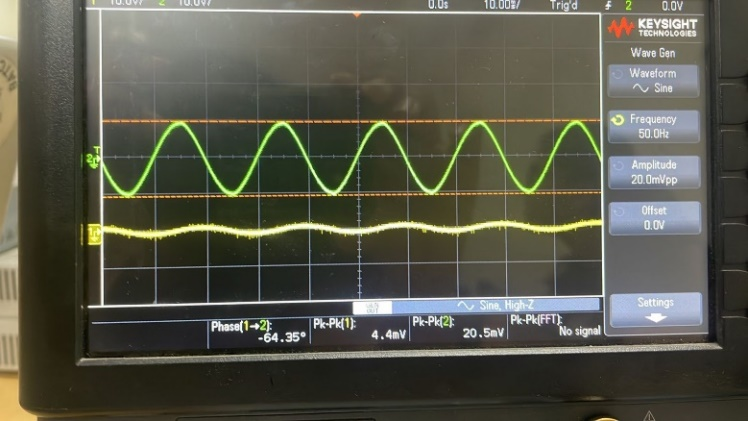 1 10.0V/ 2 10.0V/ 0.0s 10.00ms/ Trig'd 2 0.0V
KEYSIGHT
TECHNOLOGIES
Wave Gen
Waveform
Sine
Frequency
50.0Hz
Amplitude
20.0mVpp
Offset
0.0V
Settings
T
2
1
Sine, High-Z
Phase(1→2):
-64.35°
Pk-Pk(1):
4.4mV
Pk-Pk(2):
20.5mV
Pk-Pk(FFT):
No signal